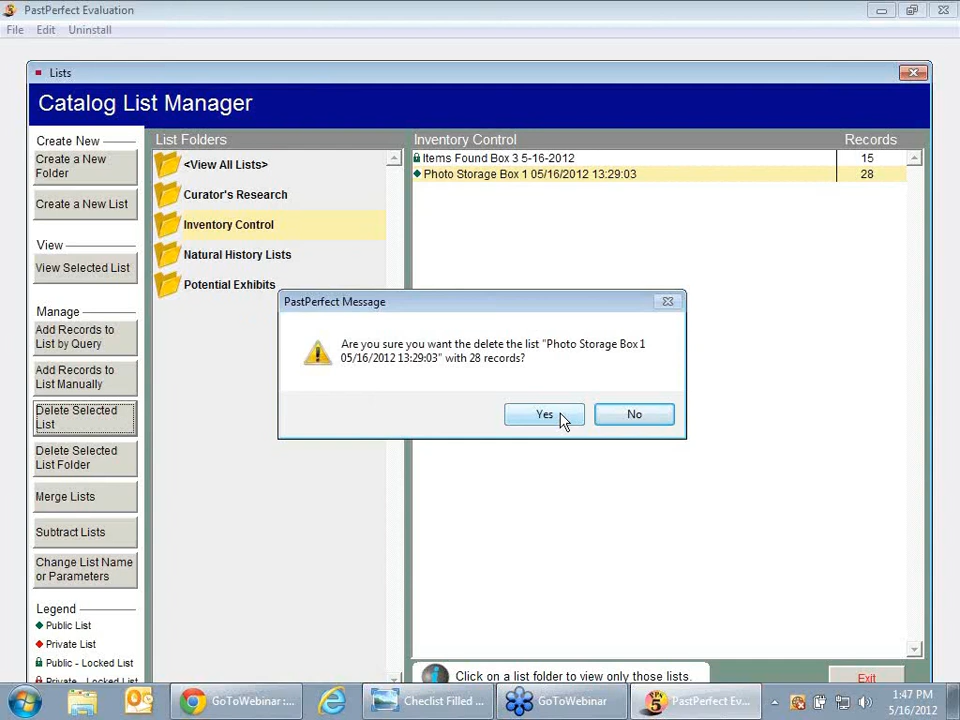 PastPerfect Evaluation
File Edit Uninstall
Lists
Catalog List Manager
Create New
Create a New
Folder
Create a New List
View
View Selected List
Manage
Add Records to
List by Query
Add Records to
List Manually
Delete Selected
List
Delete Selected
List Folder
Merge Lists
Subtract Lists
Change List Name
or Parameters
Legend
Public List
Private List
Public - Locked List
Private - Locked List
List Folders
<View All Lists>
Curator's Research
Inventory Control
Natural History Lists
Potential Exhibits
Inventory Control Records
Items Found Box 3 5-16-2012 15
Photo Storage Box 1 05/16/2012 13:29:03 28
PastPerfect Message
Are you sure you want the delete the list "Photo Storage Box 1
05/16/2012 13:29:03" with 28 records?
Yes No
Click on a list folder to view only those lists.
Exit
GoToWebinar :...
Checlist Filled ...
GoToWebinar
PastPerfect Ev...
1:47 PM
5/16/2012